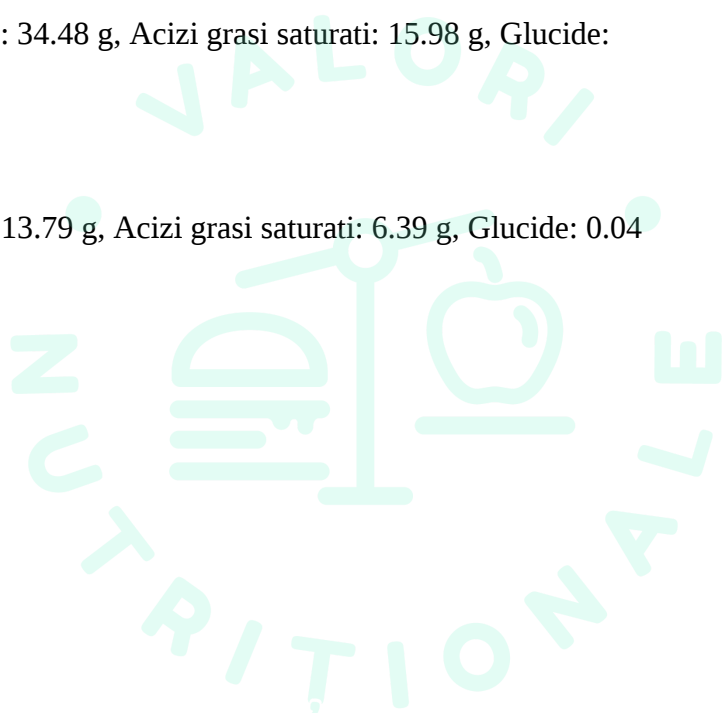 : 34.48 g, Acizi grasi saturati: 15.98 g, Glucide:
VALORI
13.79 g, Acizi grasi saturati: 6.39 g, Glucide: 0.04
NUTRITIONALE